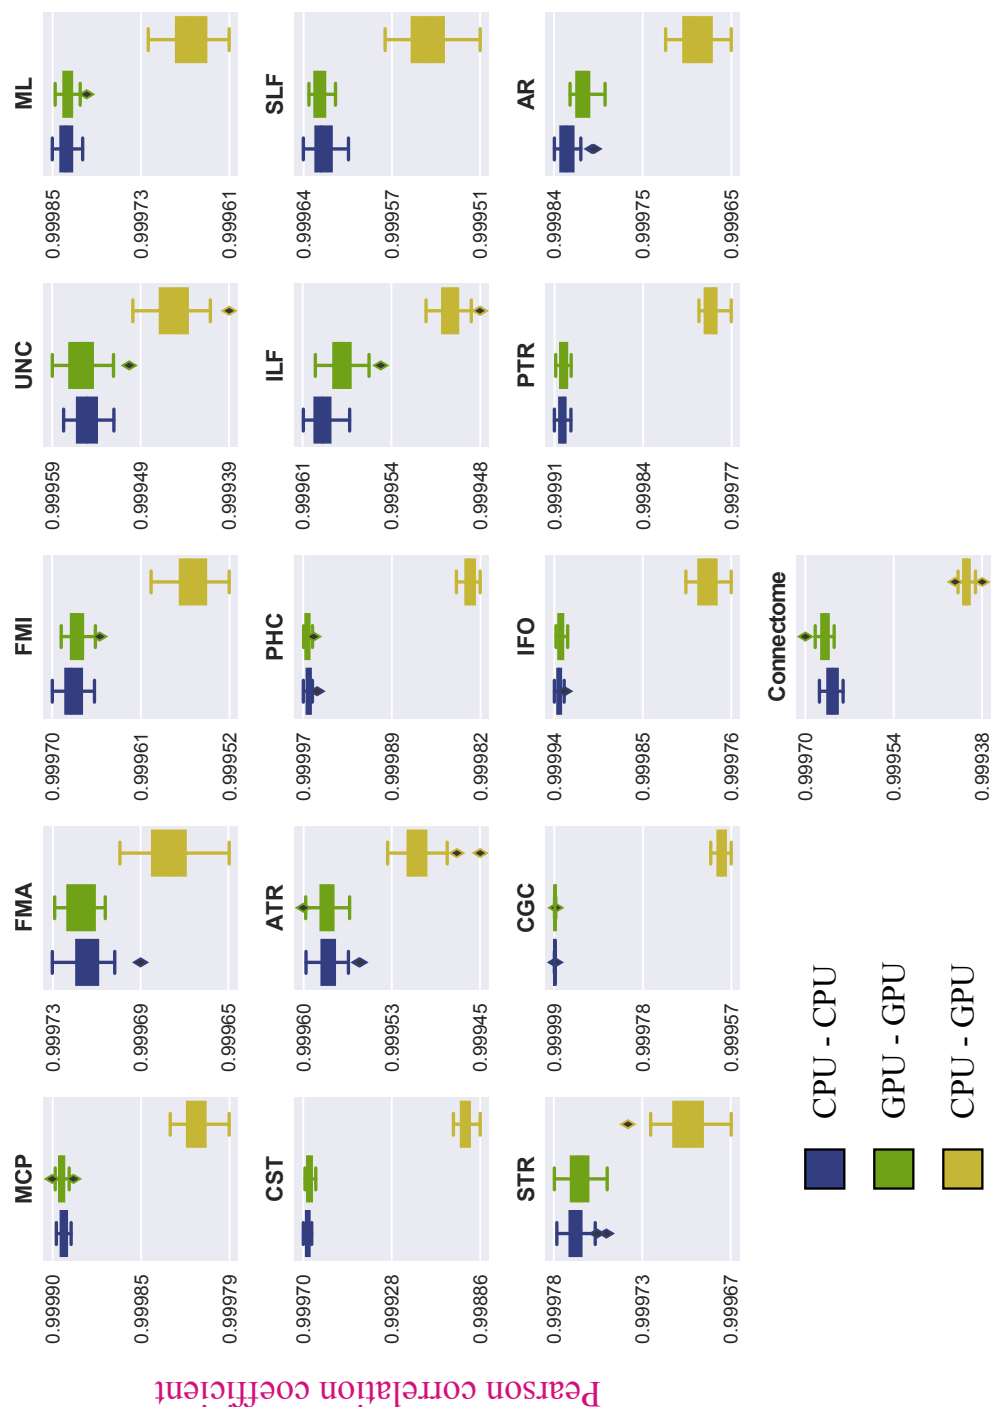 Pearson correlation coefficient
MCP
0.99990
0.99985
0.99979
FMA
0.99973
0.99969
0.99965
FMI
0.99970
0.99961
0.99952
UNC
0.99959
0.99949
0.99939
ML
0.99985
0.99973
0.99961
CST
0.99970
0.99928
0.99886
ATR
0.99960
0.99953
0.99945
PHC
0.99997
0.99989
0.99982
ILF
0.99961
0.99954
0.99948
SLF
0.99964
0.99957
0.99951
STR
0.99978
0.99973
0.99967
CGC
0.99999
0.99978
0.99957
IFO
0.99994
0.99985
0.99976
PTR
0.99991
0.99984
0.99977
AR
0.99984
0.99975
0.99965
Connectome
0.99970
0.99954
0.99938
CPU - CPU
GPU - GPU
CPU - GPU